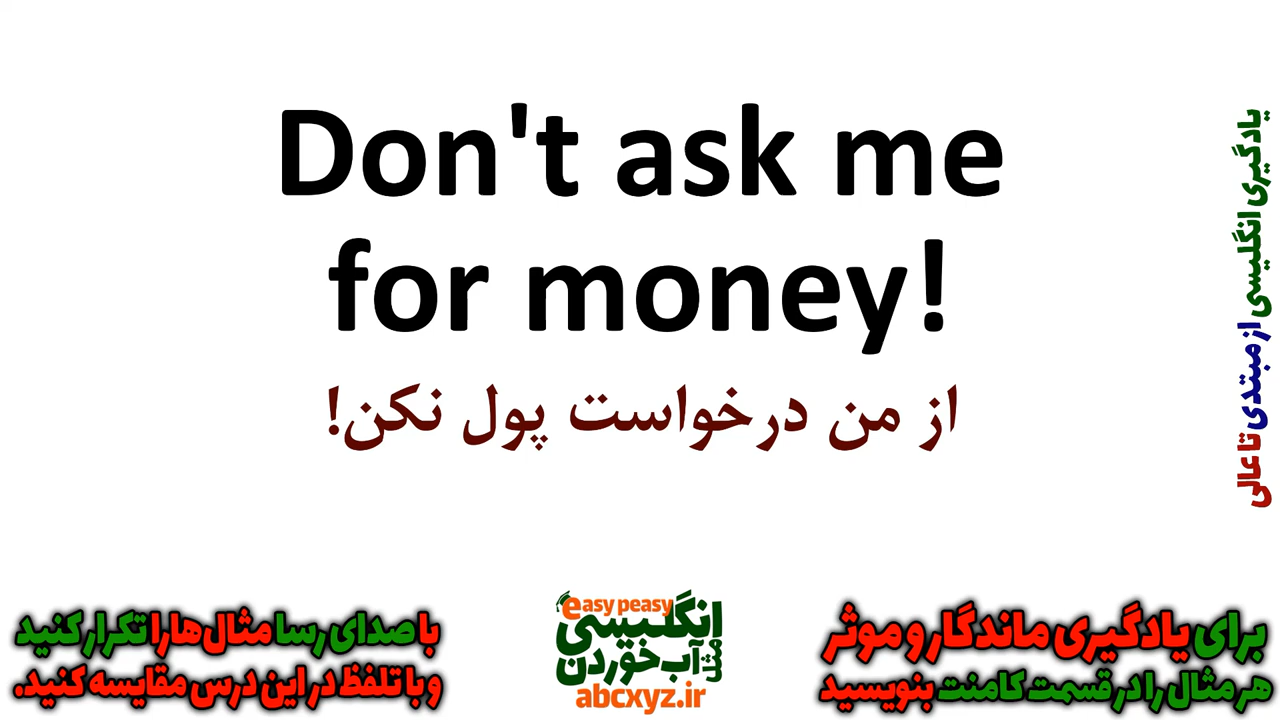 Don't ask me
for money!
از من درخواست پول نکن!
یادگیری انگلیسی از مبتدی تا عالی
برای یادگیری ماندگار و موثر
هر مثال را در قسمت کامنت بنویسید
easy peasy
انگلیسی
مثل
آب خوردن
abcxyz.ir
با صدای رسا مثال‌ها را تکرار کنید
و با تلفظ در این درس مقایسه کنید.